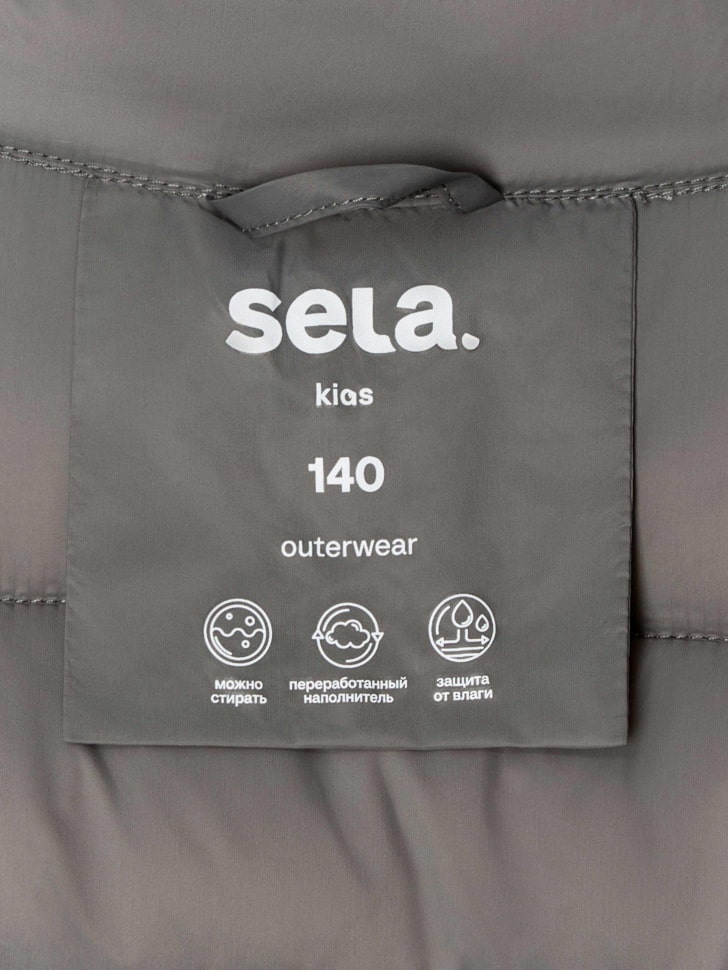 sela.
kids
140
outerwear
можно
стирать
переработанный
наполнитель
защита
от влаги